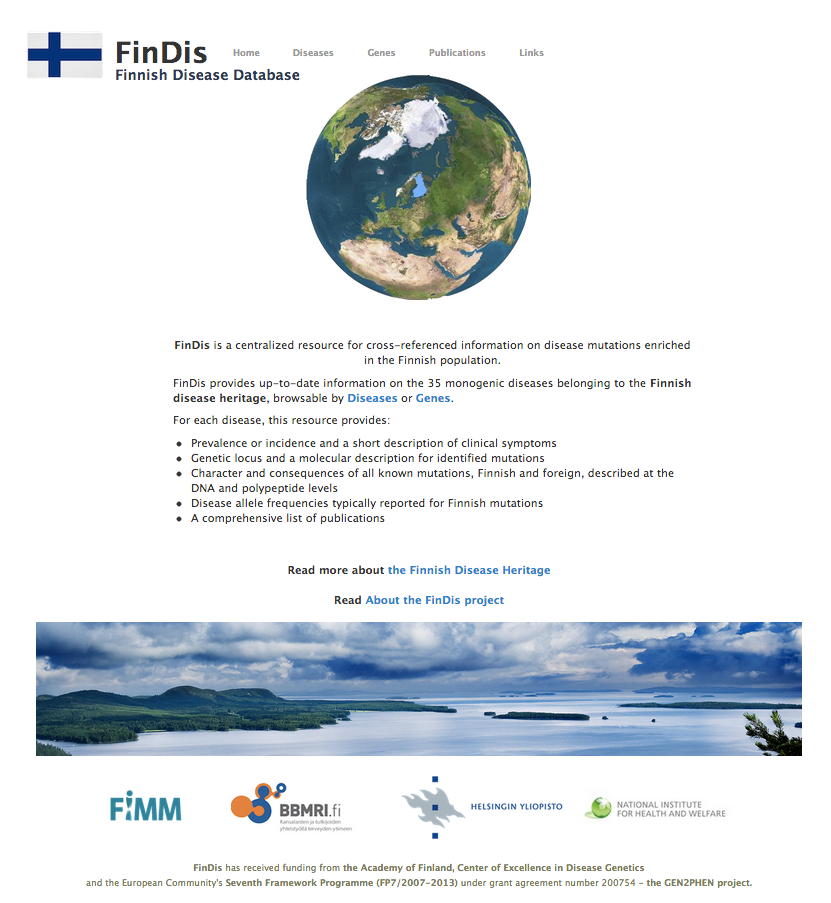 FinDis
Home Diseases Genes Publications Links
Finnish Disease Database
FinDis is a centralized resource for cross-referenced information on disease mutations enriched
in the Finnish population.
FinDis provides up-to-date information on the 35 monogenic diseases belonging to the Finnish
disease heritage, browsable by Diseases or Genes.
For each disease, this resource provides:
Prevalence or incidence and a short description of clinical symptoms
Genetic locus and a molecular description for identified mutations
Character and consequences of all known mutations, Finnish and foreign, described at the
DNA and polypeptide levels
Disease allele frequencies typically reported for Finnish mutations
A comprehensive list of publications
Read more about the Finnish Disease Heritage
Read About the FinDis project
FiMM
BBMRI.fi
Kansalaisten ja tutkijoiden
yhteistyöllä terveyden ytimeen
HELSINGIN YLIOPISTO
NATIONAL INSTITUTE
FOR HEALTH AND WELFARE
FinDis has received funding from the Academy of Finland, Center of Excellence in Disease Genetics
and the European Community's Seventh Framework Programme (FP7/2007-2013) under grant agreement number 200754 - the GEN2PHEN project.